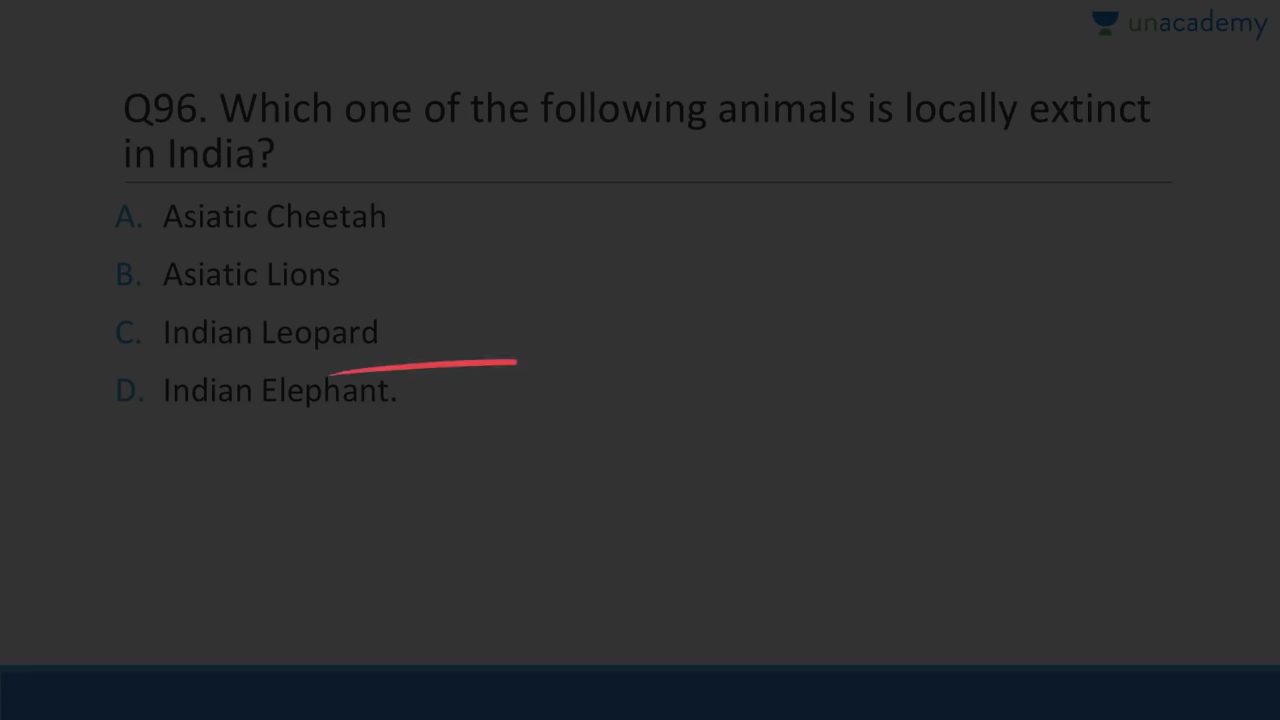 unacademy
Q96. Which one of the following animals is locally extinct
in India?
A. Asiatic Cheetah
B. Asiatic Lions
C. Indian Leopard
D. Indian Elephant.